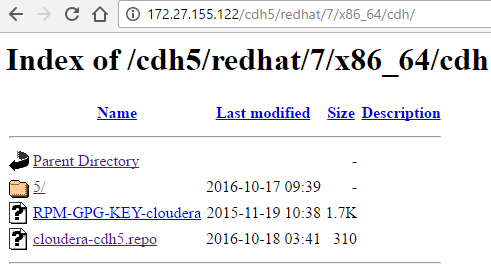 172.27.155.122/cdh5/redhat/7/x86_64/cdh/
Index of /cdh5/redhat/7/x86_64/cdh
Name Last modified Size Description
Parent Directory -
5/ 2016-10-17 09:39 -
RPM-GPG-KEY-cloudera 2015-11-19 10:38 1.7K
cloudera-cdh5.repo 2016-10-18 03:41 310